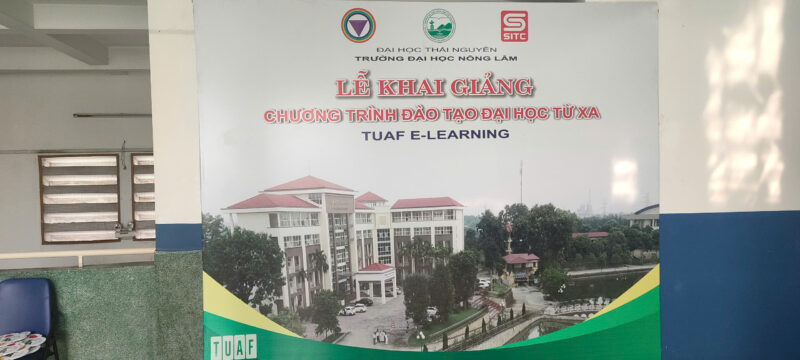 SITC
ĐẠI HỌC THÁI NGUYÊN
TRƯỜNG ĐẠI HỌC NÔNG LÂM
LỄ KHAI GIẢNG
CHƯƠNG TRÌNH ĐÀO TẠO ĐẠI HỌC TỪ XA
TUAF E-LEARNING
TUAF